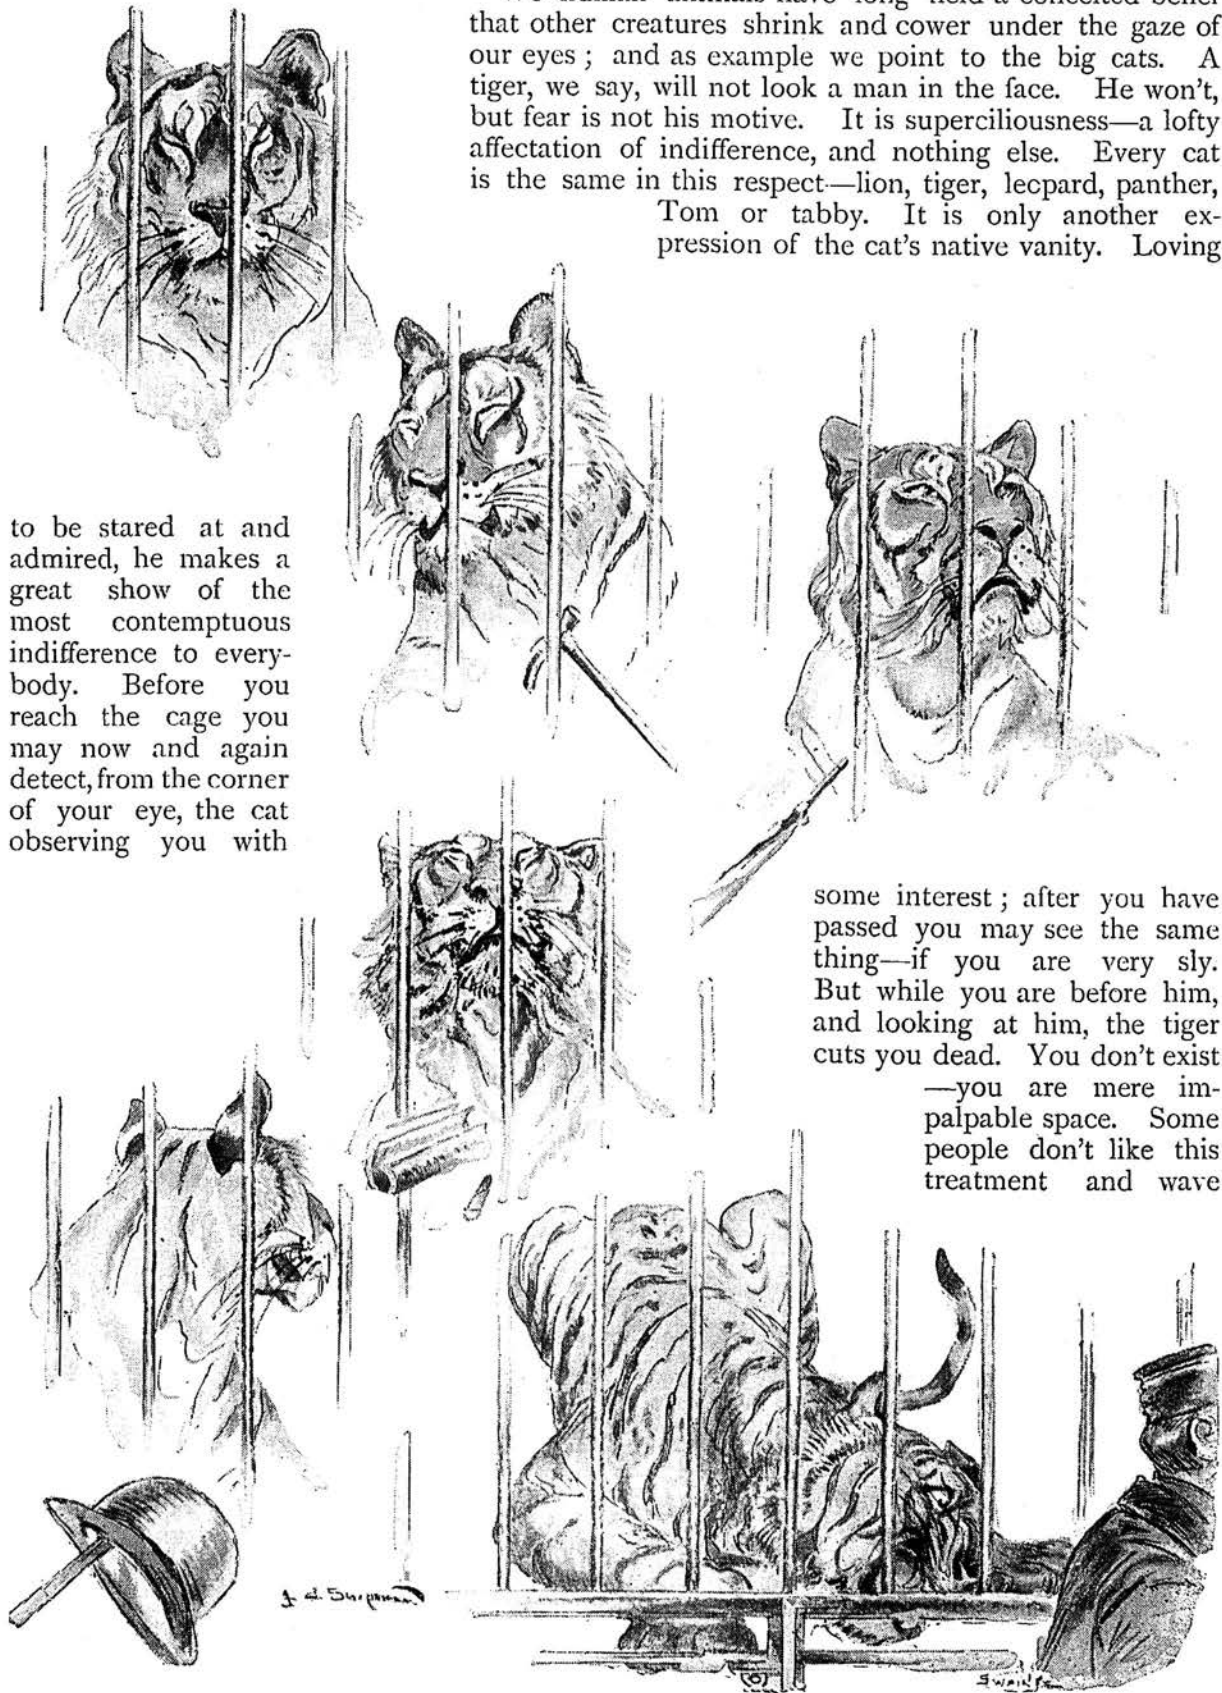 that other creatures shrink and cower under the gaze of
our eyes ; and as example we point to the big cats. A
tiger, we say, will not look a man in the face. He won't,
but fear is not his motive. It is superciliousness—a lofty
affectation of indifference, and nothing else. Every cat
is the same in this respect—lion, tiger, lecpard, panther,
Tom or tabby. It is only another ex-
pression of the cat's native vanity. Loving
to be stared at and
admired, he makes a
great show of the
most contemptuous
indifference to every-
body. Before you
reach the cage you
may now and again
detect, from the corner
of your eye, the cat
observing you with
some interest ; after you have
passed you may see the same
thing—if you are very sly.
But while you are before him,
and looking at him, the tiger
cuts you dead. You don't exist
—you are mere im-
palpable space. Some
people don't like this
treatment and wave
(6)